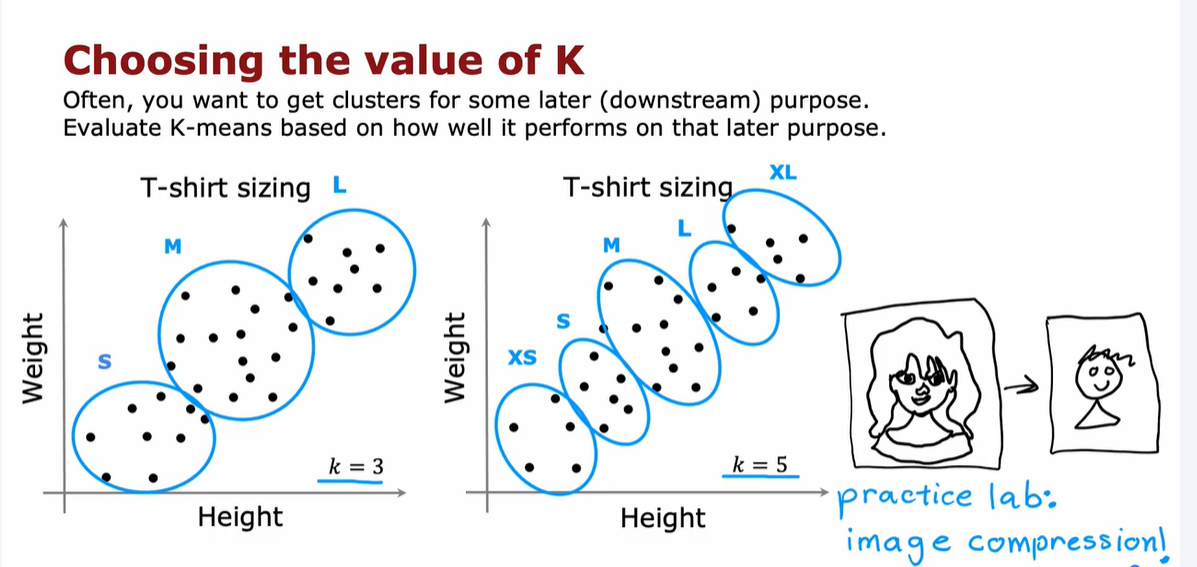 Choosing the value of K
Often, you want to get clusters for some later (downstream) purpose.
Evaluate K-means based on how well it performs on that later purpose.
T-shirt sizing
L
M
S
Weight
Height
k = 3
T-shirt sizing
XL
L
M
S
XS
Weight
Height
k = 5
practice lab:
image compression!